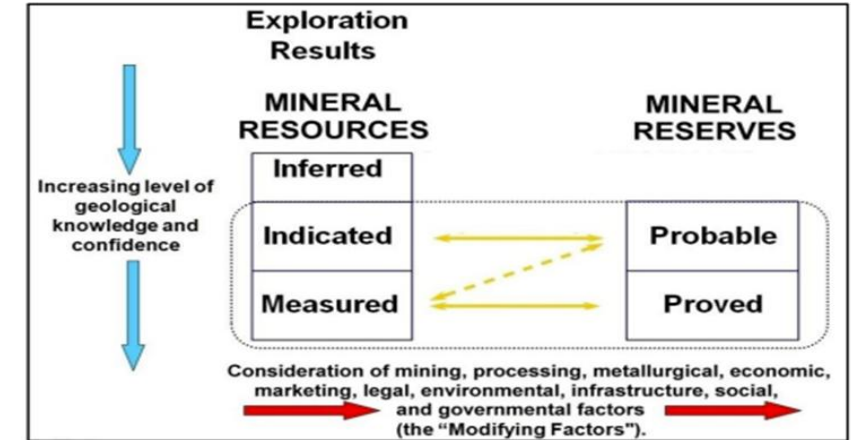 Exploration
Results
MINERAL
RESOURCES
MINERAL
RESERVES
Inferred
Increasing level of
geological
knowledge and
confidence
Indicated
Probable
Measured
Proved
Consideration of mining, processing, metallurgical, economic,
marketing, legal, environmental, infrastructure, social,
and governmental factors
(the “Modifying Factors").